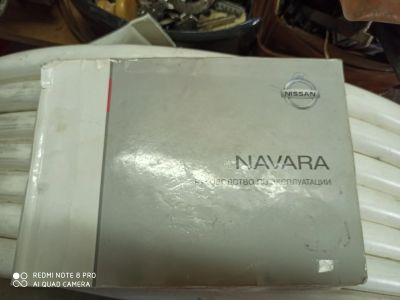 NISSAN
NAVARA
РУКОВОДСТВО ПО ЭКСПЛУАТАЦИИ
REDMI NOTE 8 PRO
AI QUAD CAMERA